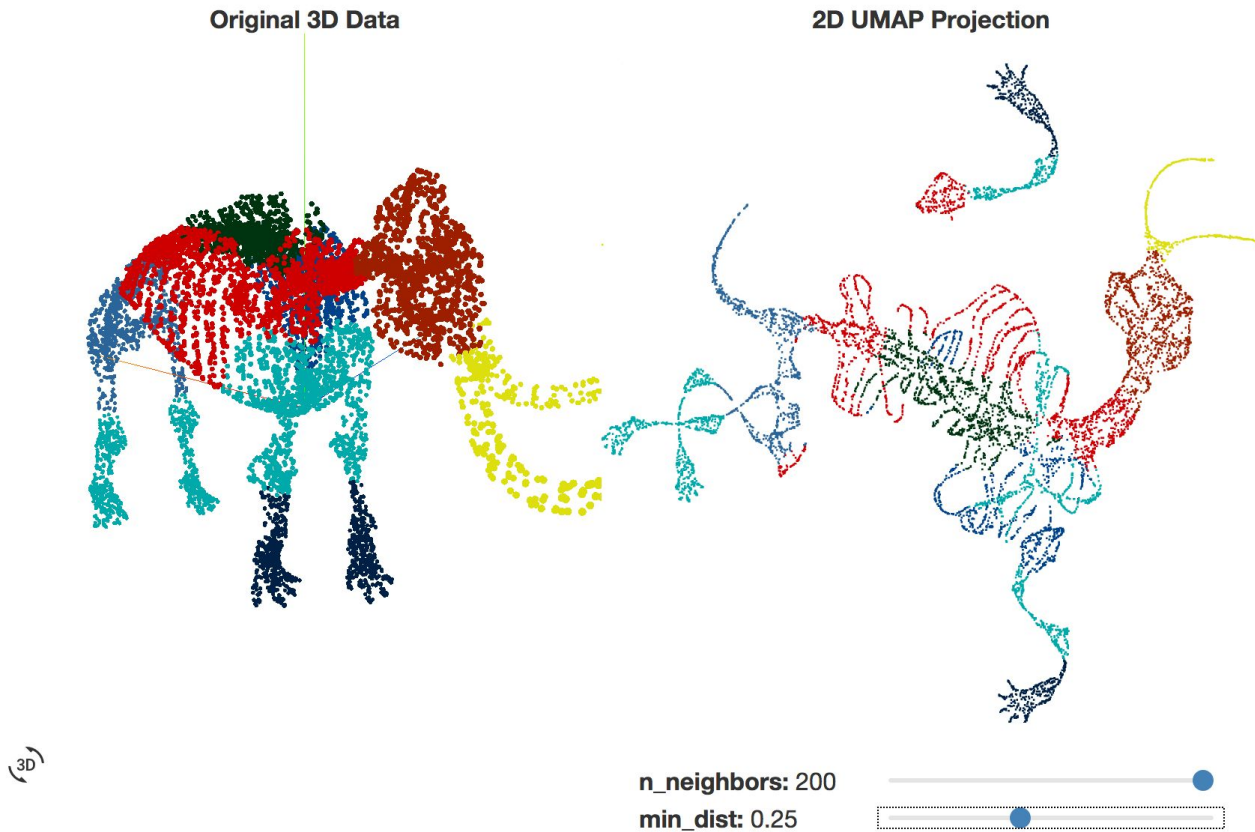 Original 3D Data
2D UMAP Projection
3D
n_neighbors: 200
min_dist: 0.25